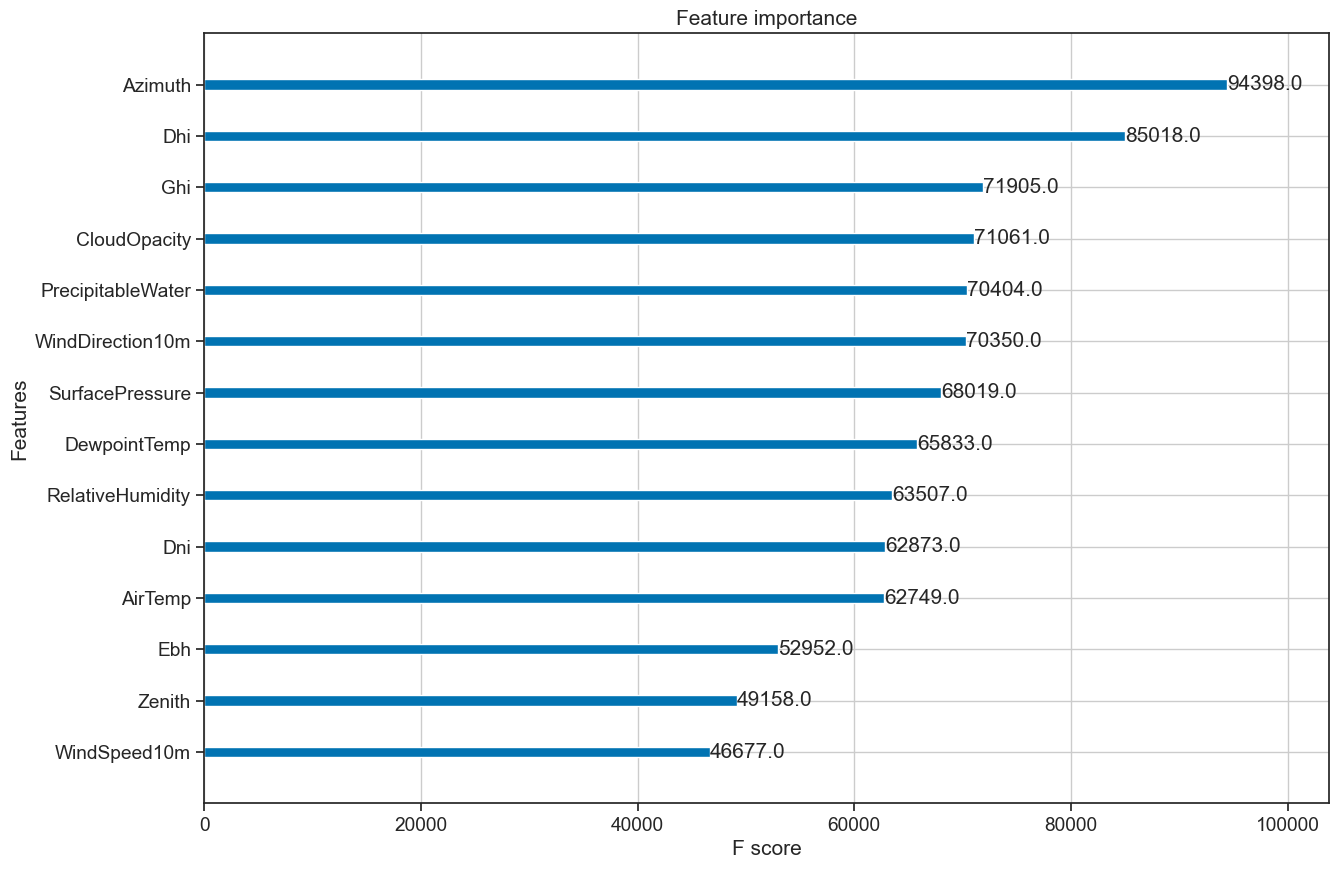 Feature importance
Azimuth 94398.0
Dhi 85018.0
Ghi 71905.0
CloudOpacity 71061.0
PrecipitableWater 70404.0
WindDirection10m 70350.0
SurfacePressure 68019.0
Features
DewpointTemp 65833.0
RelativeHumidity 63507.0
Dni 62873.0
AirTemp 62749.0
Ebh 52952.0
Zenith 49158.0
WindSpeed10m 46677.0
0 20000 40000 60000 80000 100000
F score